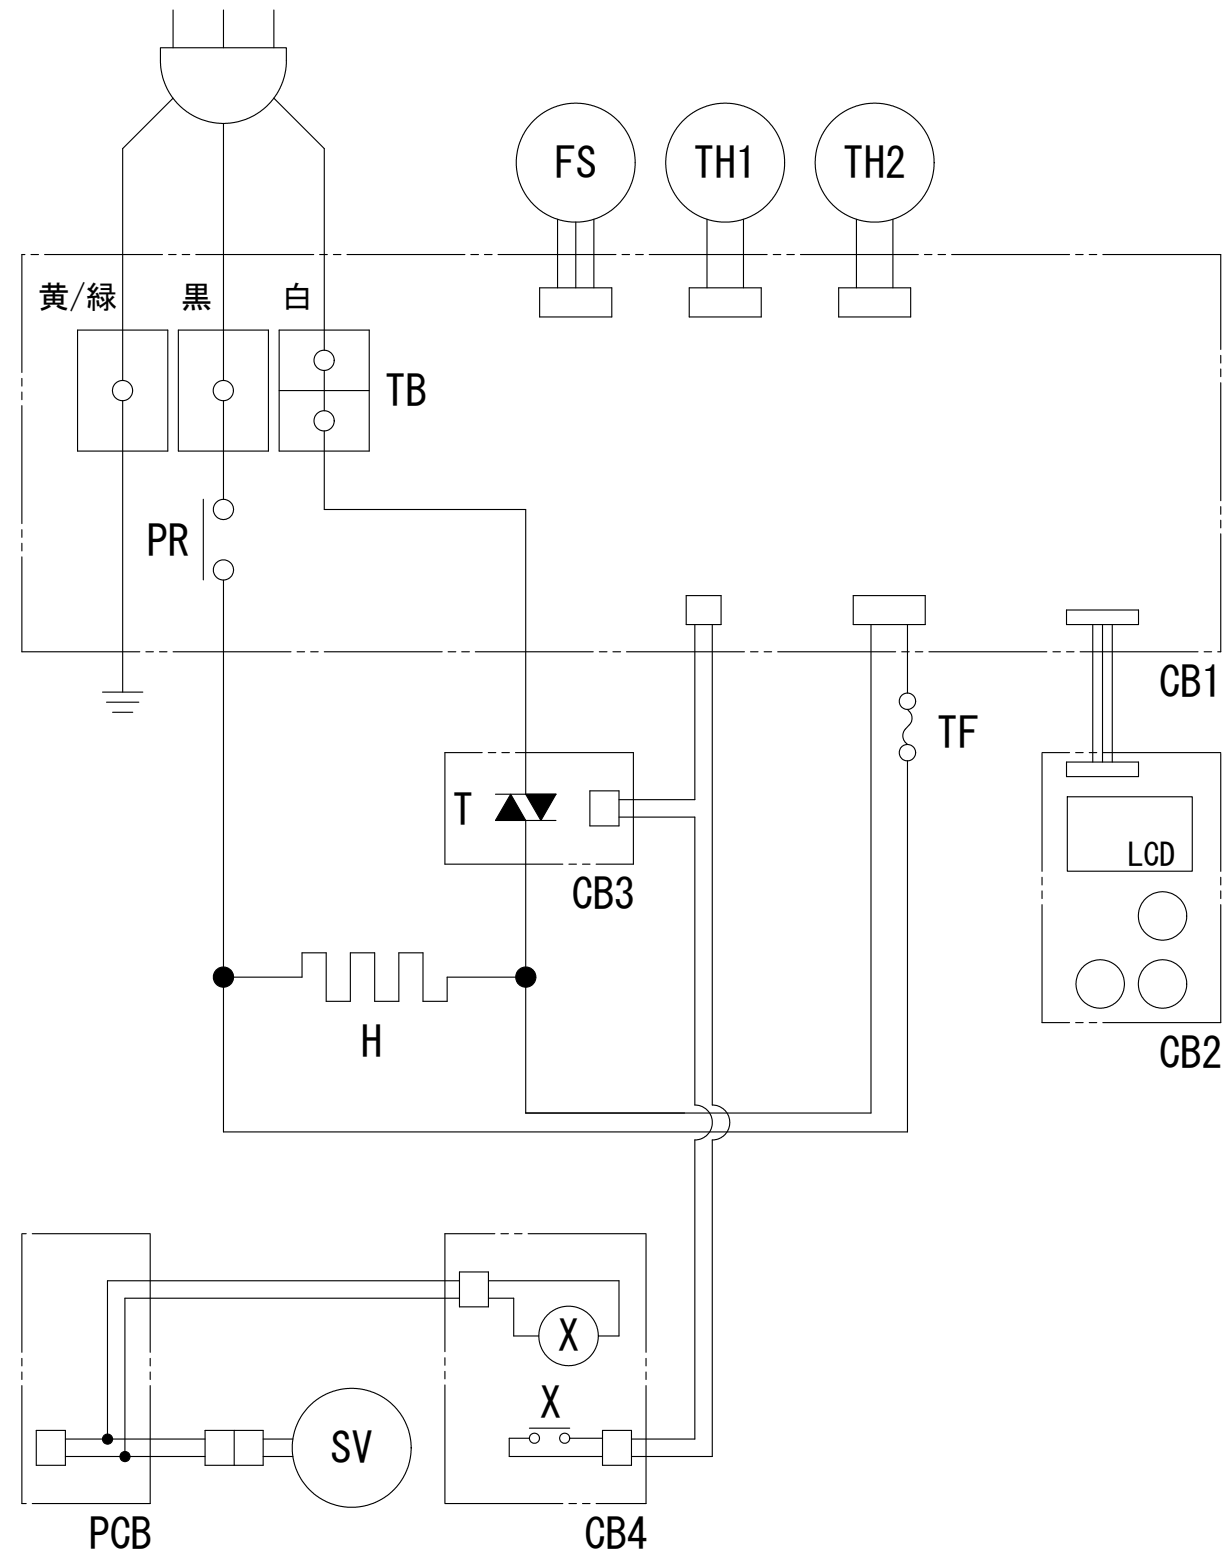 FS
TH1
TH2
黄/緑
黒
白
TB
PR
CB1
TF
T
LCD
CB3
H
CB2
X
X
SV
PCB
CB4